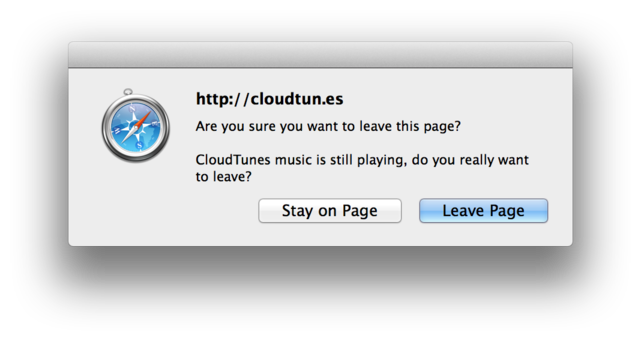 http://cloudtun.es
Are you sure you want to leave this page?
CloudTunes music is still playing, do you really want
to leave?
Stay on Page
Leave Page